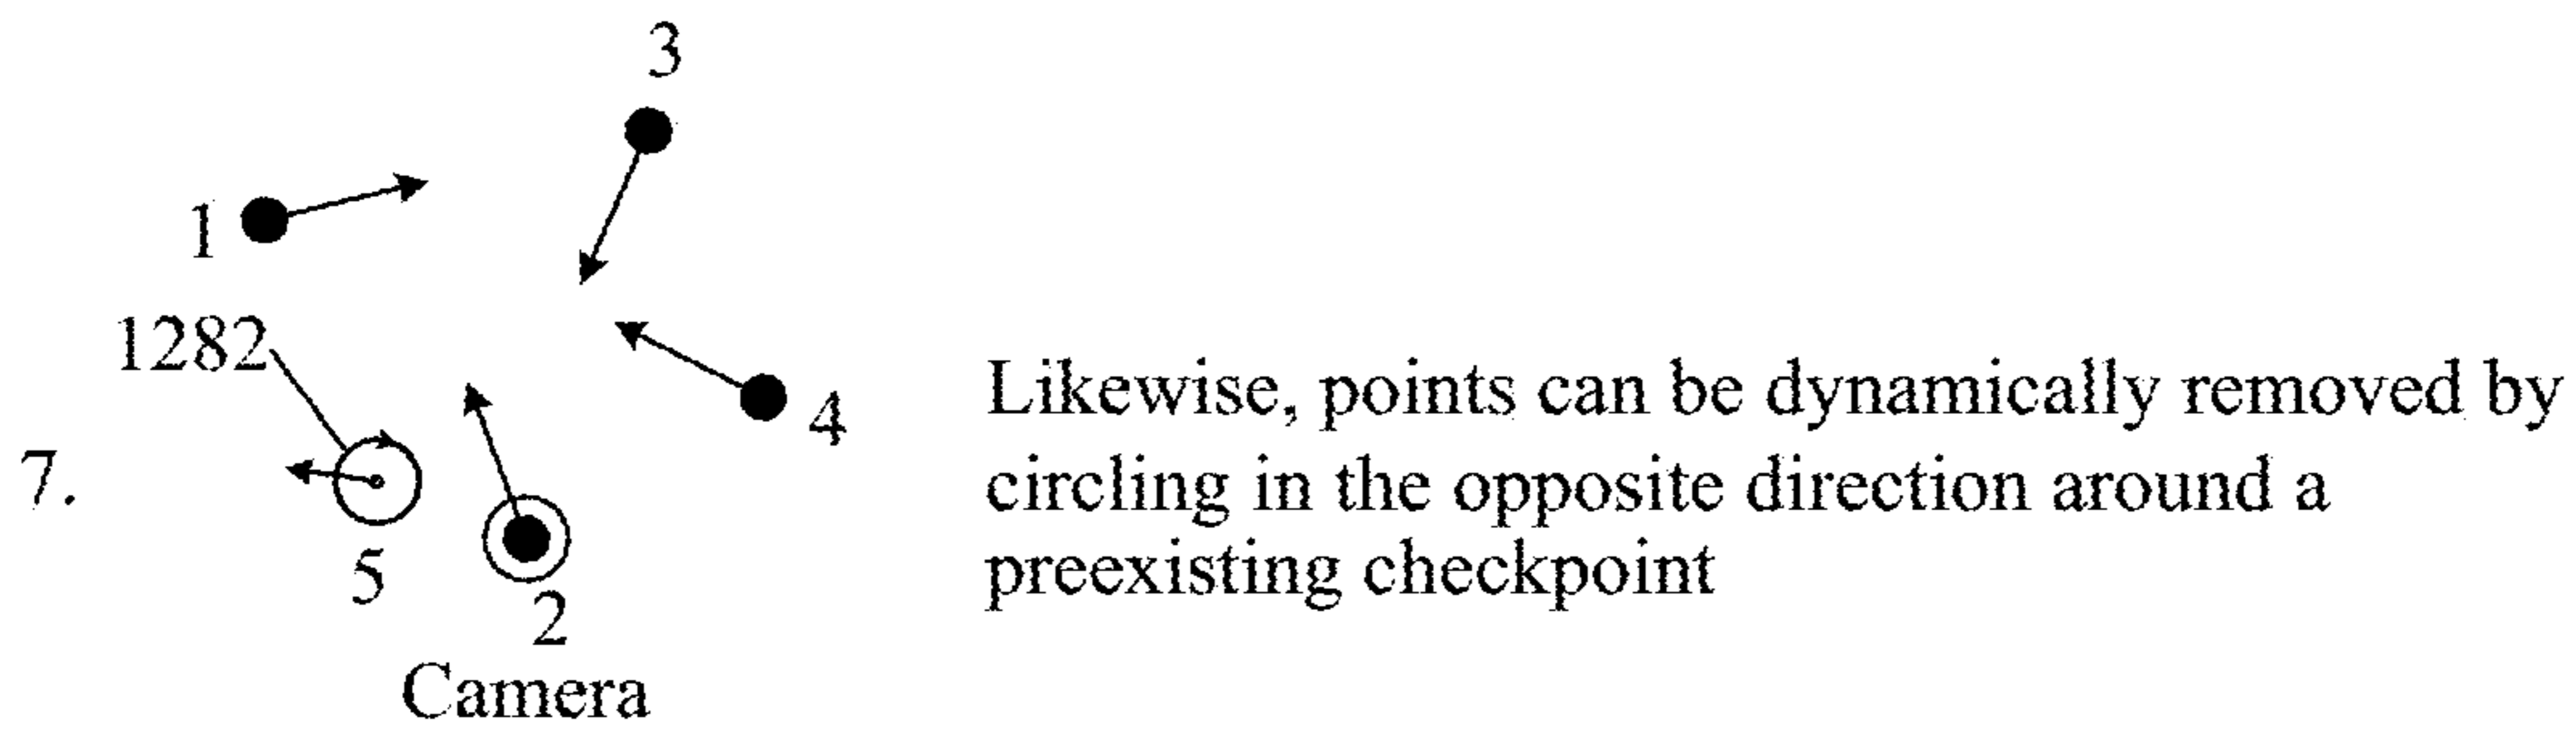 3
1
1282
4
7.
5
2
Camera
Likewise, points can be dynamically removed by
circling in the opposite direction around a
preexisting checkpoint